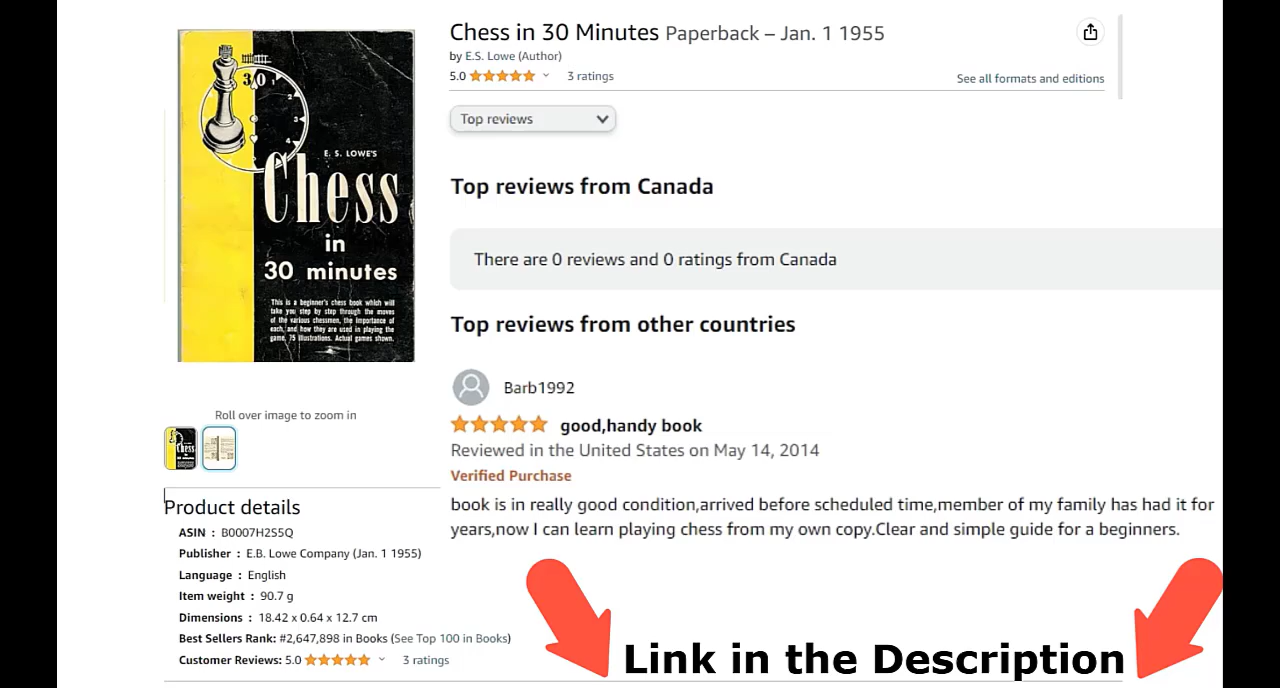 Chess in 30 Minutes Paperback – Jan. 1 1955
by E.S. Lowe (Author)
5.0 3 ratings
See all formats and editions
Top reviews
Top reviews from Canada
There are 0 reviews and 0 ratings from Canada
Top reviews from other countries
Barb1992
good,handy book
Reviewed in the United States on May 14, 2014
Verified Purchase
book is in really good condition,arrived before scheduled time,member of my family has had it for
years,now I can learn playing chess from my own copy.Clear and simple guide for a beginners.
30
1
2
3
4
E. S. LOWE'S
Chess
in
30 minutes
This is a beginner's chess book which will
take you step by step through the moves
of the various chessmen, the importance of
each, and how they are used in playing the
game. 75 Illustrations. Actual games shown.
Roll over image to zoom in
Product details
ASIN : B0007H2S5Q
Publisher : E.B. Lowe Company (Jan. 1 1955)
Language : English
Item weight : 90.7 g
Dimensions : 18.42 x 0.64 x 12.7 cm
Best Sellers Rank: #2,647,898 in Books (See Top 100 in Books)
Customer Reviews: 5.0 3 ratings
Link in the Description